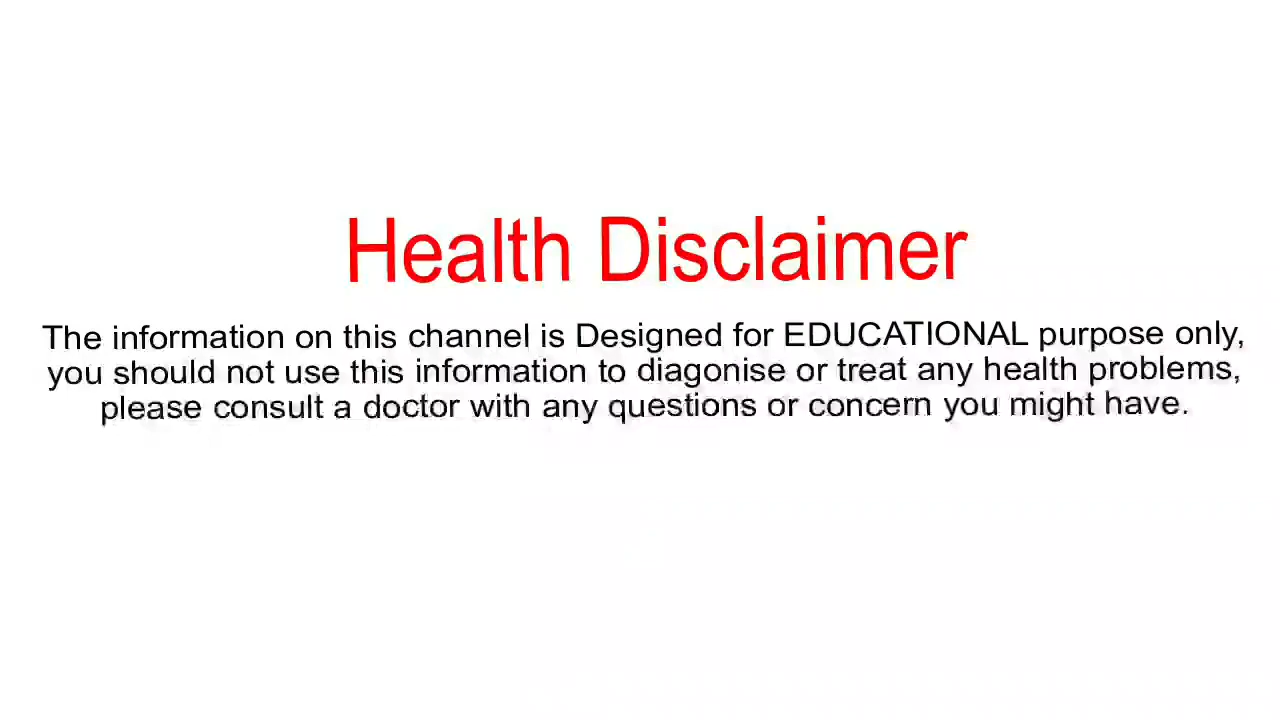 Health Disclaimer
The information on this channel is Designed for EDUCATIONAL purpose only,
you should not use this information to diagonise or treat any health problems,
please consult a doctor with any questions or concern you might have.